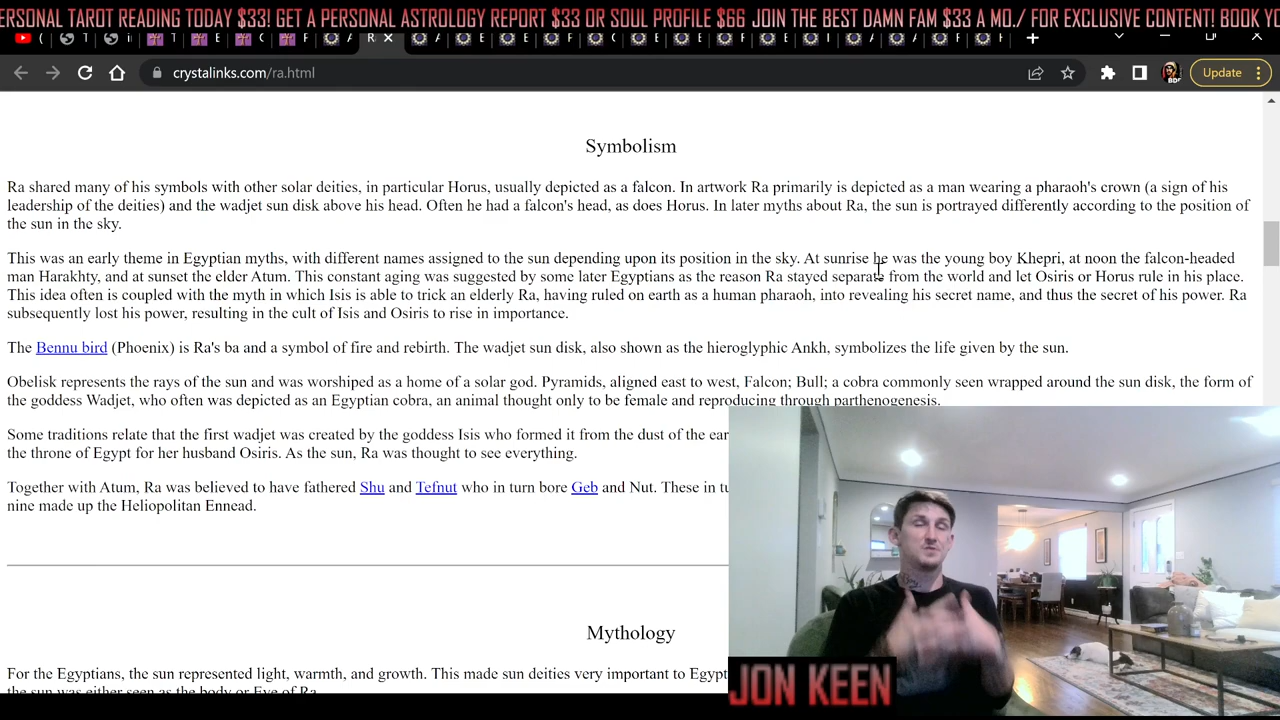 ERSONAL TAROT READING TODAY $33! GET A PERSONAL ASTROLOGY REPORT $33 OR SOUL PROFILE $66 JOIN THE BEST DAMN FAM $33 A MO./ FOR EXCLUSIVE CONTENT! BOOK YO
crystalinks.com/ra.html
Update
Symbolism
Ra shared many of his symbols with other solar deities, in particular Horus, usually depicted as a falcon. In artwork Ra primarily is depicted as a man wearing a pharaoh's crown (a sign of his
leadership of the deities) and the wadjet sun disk above his head. Often he had a falcon's head, as does Horus. In later myths about Ra, the sun is portrayed differently according to the position of
the sun in the sky.
This was an early theme in Egyptian myths, with different names assigned to the sun depending upon its position in the sky. At sunrise he was the young boy Khepri, at noon the falcon-headed
man Harakhty, and at sunset the elder Atum. This constant aging was suggested by some later Egyptians as the reason Ra stayed separate from the world and let Osiris or Horus rule in his place.
This idea often is coupled with the myth in which Isis is able to trick an elderly Ra, having ruled on earth as a human pharaoh, into revealing his secret name, and thus the secret of his power. Ra
subsequently lost his power, resulting in the cult of Isis and Osiris to rise in importance.
The Bennu bird (Phoenix) is Ra's ba and a symbol of fire and rebirth. The wadjet sun disk, also shown as the hieroglyphic Ankh, symbolizes the life given by the sun.
Obelisk represents the rays of the sun and was worshiped as a home of a solar god. Pyramids, aligned east to west, Falcon; Bull; a cobra commonly seen wrapped around the sun disk, the form of
the goddess Wadjet, who often was depicted as an Egyptian cobra, an animal thought only to be female and reproducing through parthenogenesis.
Some traditions relate that the first wadjet was created by the goddess Isis who formed it from the dust of the ear
the throne of Egypt for her husband Osiris. As the sun, Ra was thought to see everything.
Together with Atum, Ra was believed to have fathered Shu and Tefnut who in turn bore Geb and Nut. These in tu
nine made up the Heliopolitan Ennead.
Mythology
For the Egyptians, the sun represented light, warmth, and growth. This made sun deities very important to Egypt
the sun was either seen as the body or Eye of Ra
JON KEEN